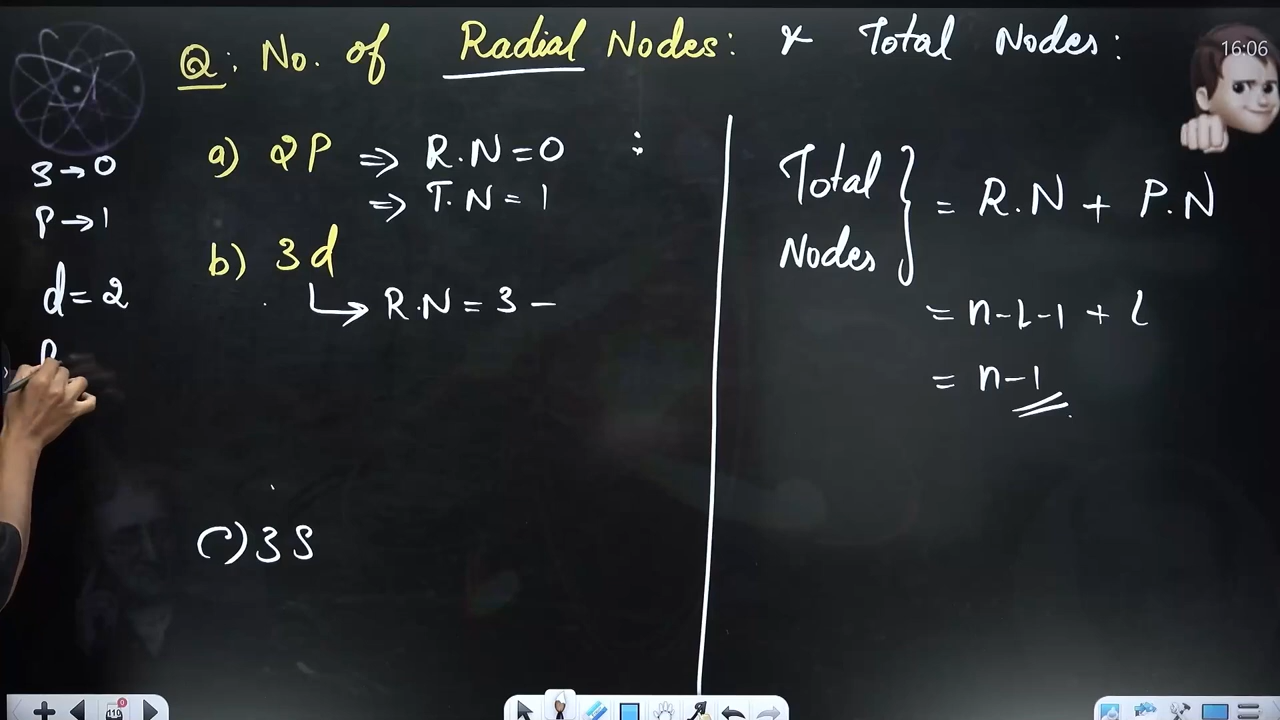 Q: No. of Radial Nodes: & Total Nodes:
16:06
s→0
P→1
d=2
a) 2P ⇒ R.N=0 :
⇒ T.N=1
b) 3d
↳ R.N=3-
(c) 3S
Total Nodes } = R.N + P.N
= n-l-1 + l
= n-1
110